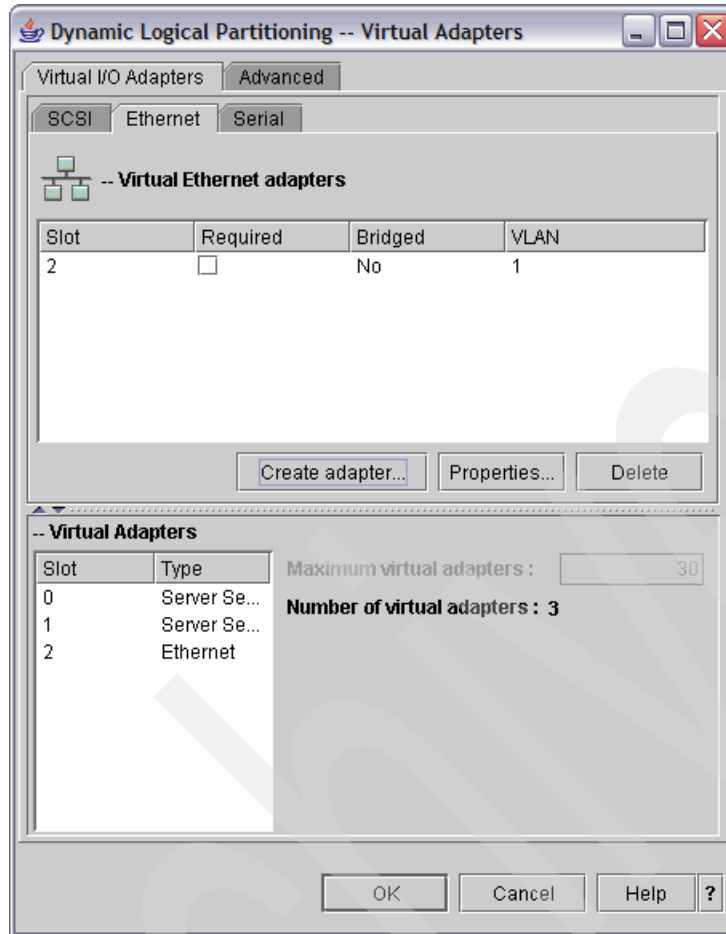 Dynamic Logical Partitioning -- Virtual Adapters
Virtual I/O Adapters Advanced
SCSI Ethernet Serial
-- Virtual Ethernet adapters
Slot Required Bridged VLAN
2 No 1
Create adapter... Properties... Delete
-- Virtual Adapters
Slot Type
Maximum virtual adapters : 30
0 Server Se...
Number of virtual adapters : 3
1 Server Se...
2 Ethernet
OK Cancel Help ?